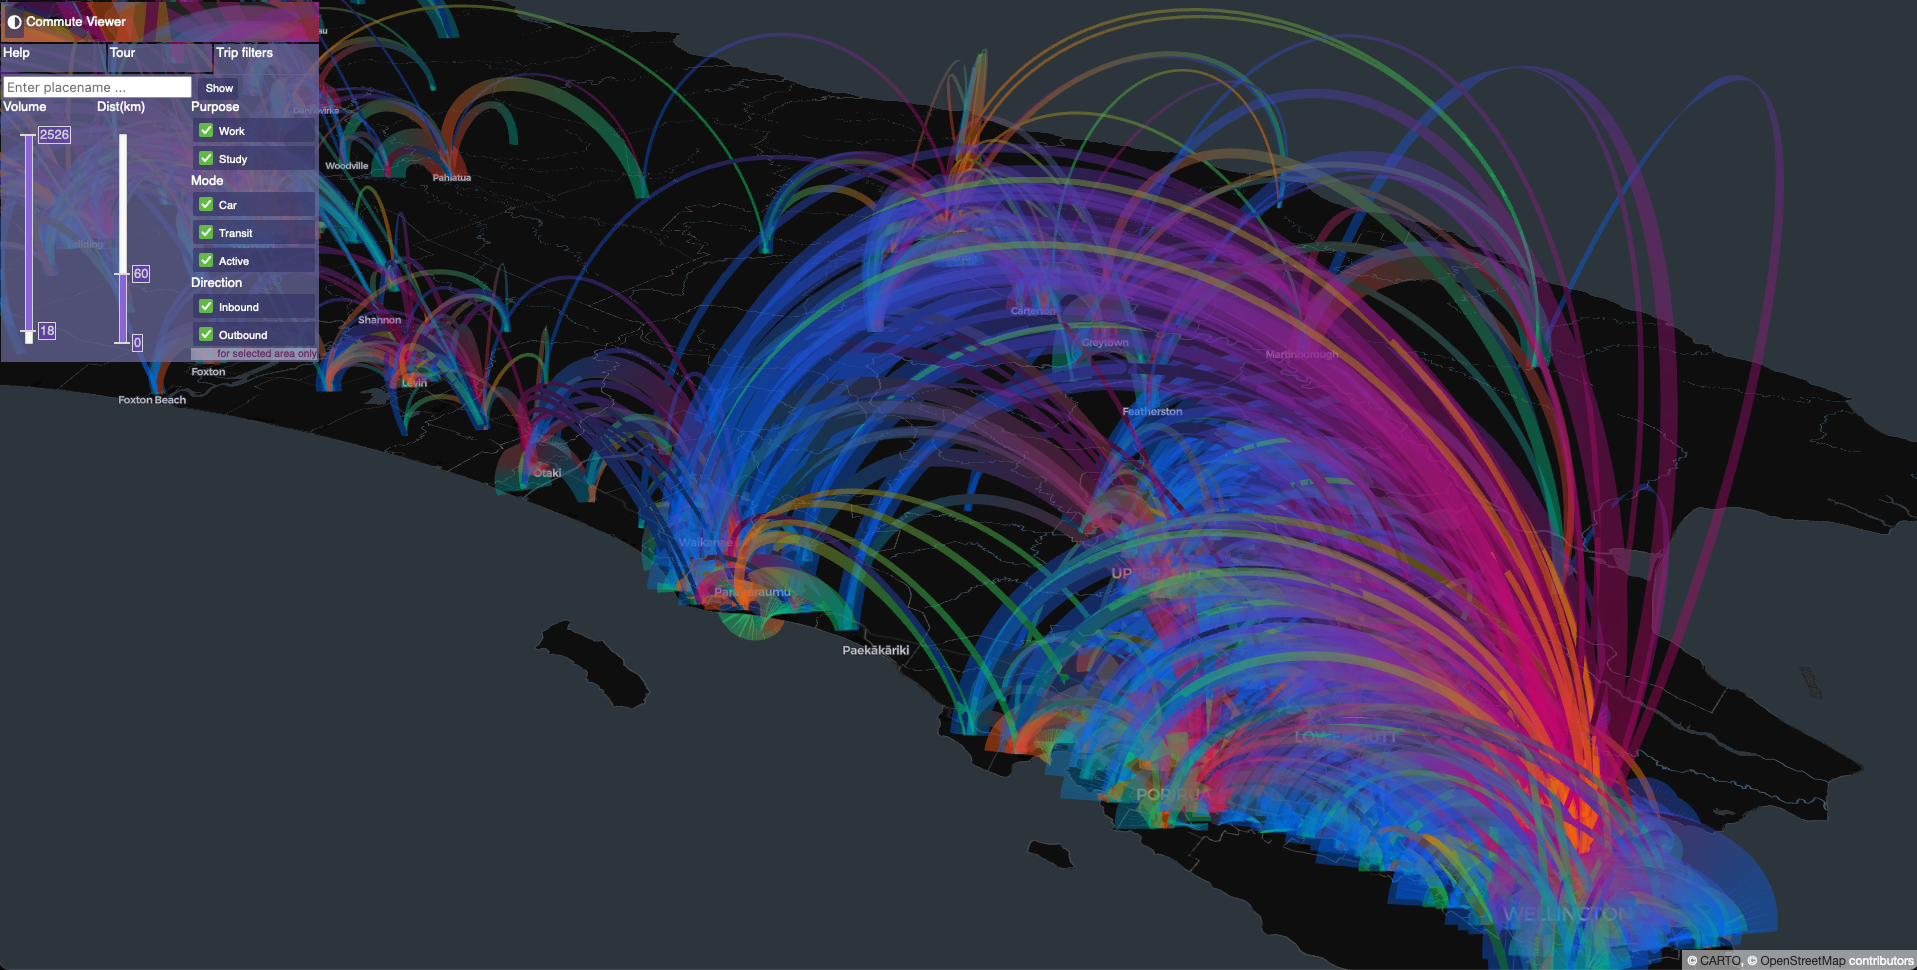 Commute Viewer
Help
Tour
Trip filters
Enter placename ...
Show
Volume
Dist(km)
Purpose
2526
Work
Study
Mode
Car
Transit
Active
60
Direction
Inbound
18
0
Outbound
for selected area only
Woodville
Pahiatua
Shannon
Foxton
Levin
Foxton Beach
Ōtaki
Carterton
Greytown
Martinborough
Featherston
Waikanae
Paraparaumu
UPPER HUTT
Paekākāriki
LOWER HUTT
PORIRUA
WELLINGTON
© CARTO, © OpenStreetMap contributors